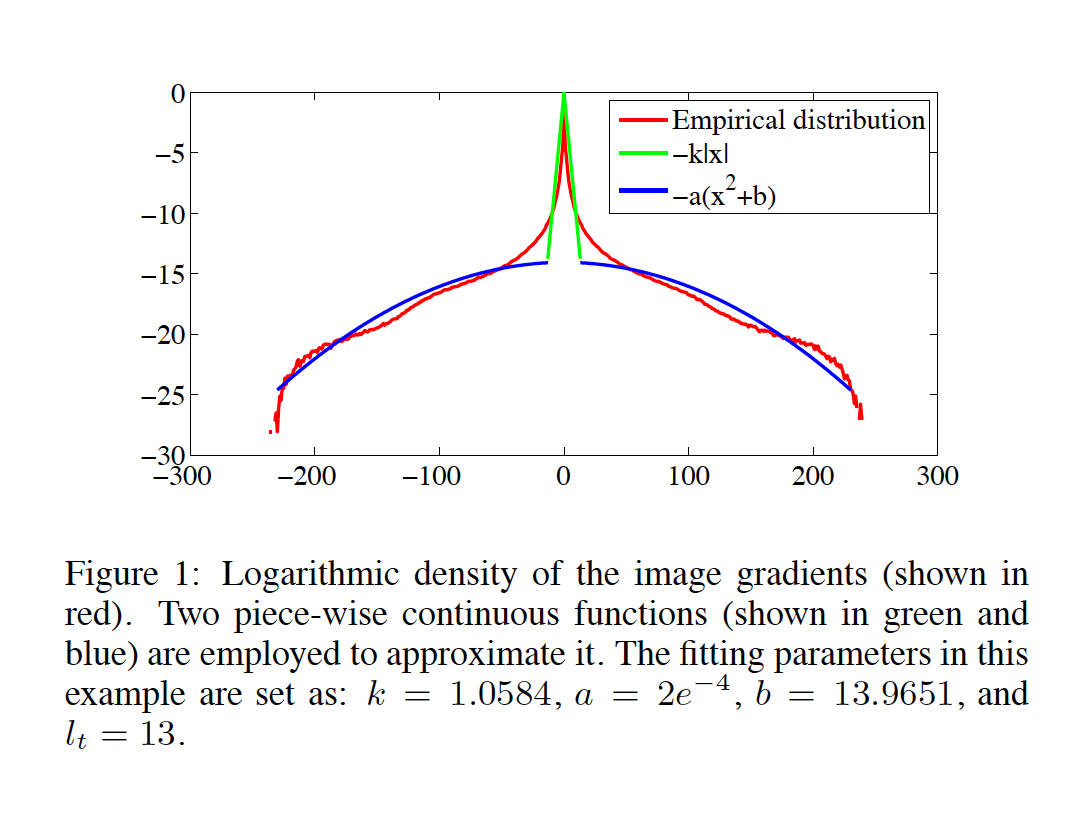 0
−5
−10
−15
−20
−25
−30
−300 −200 −100 0 100 200 300
Empirical distribution
−k|x|
−a(x²+b)
Figure 1: Logarithmic density of the image gradients (shown in
red). Two piece-wise continuous functions (shown in green and
blue) are employed to approximate it. The fitting parameters in this
example are set as: k = 1.0584, a = 2e⁻⁴, b = 13.9651, and
lₜ = 13.